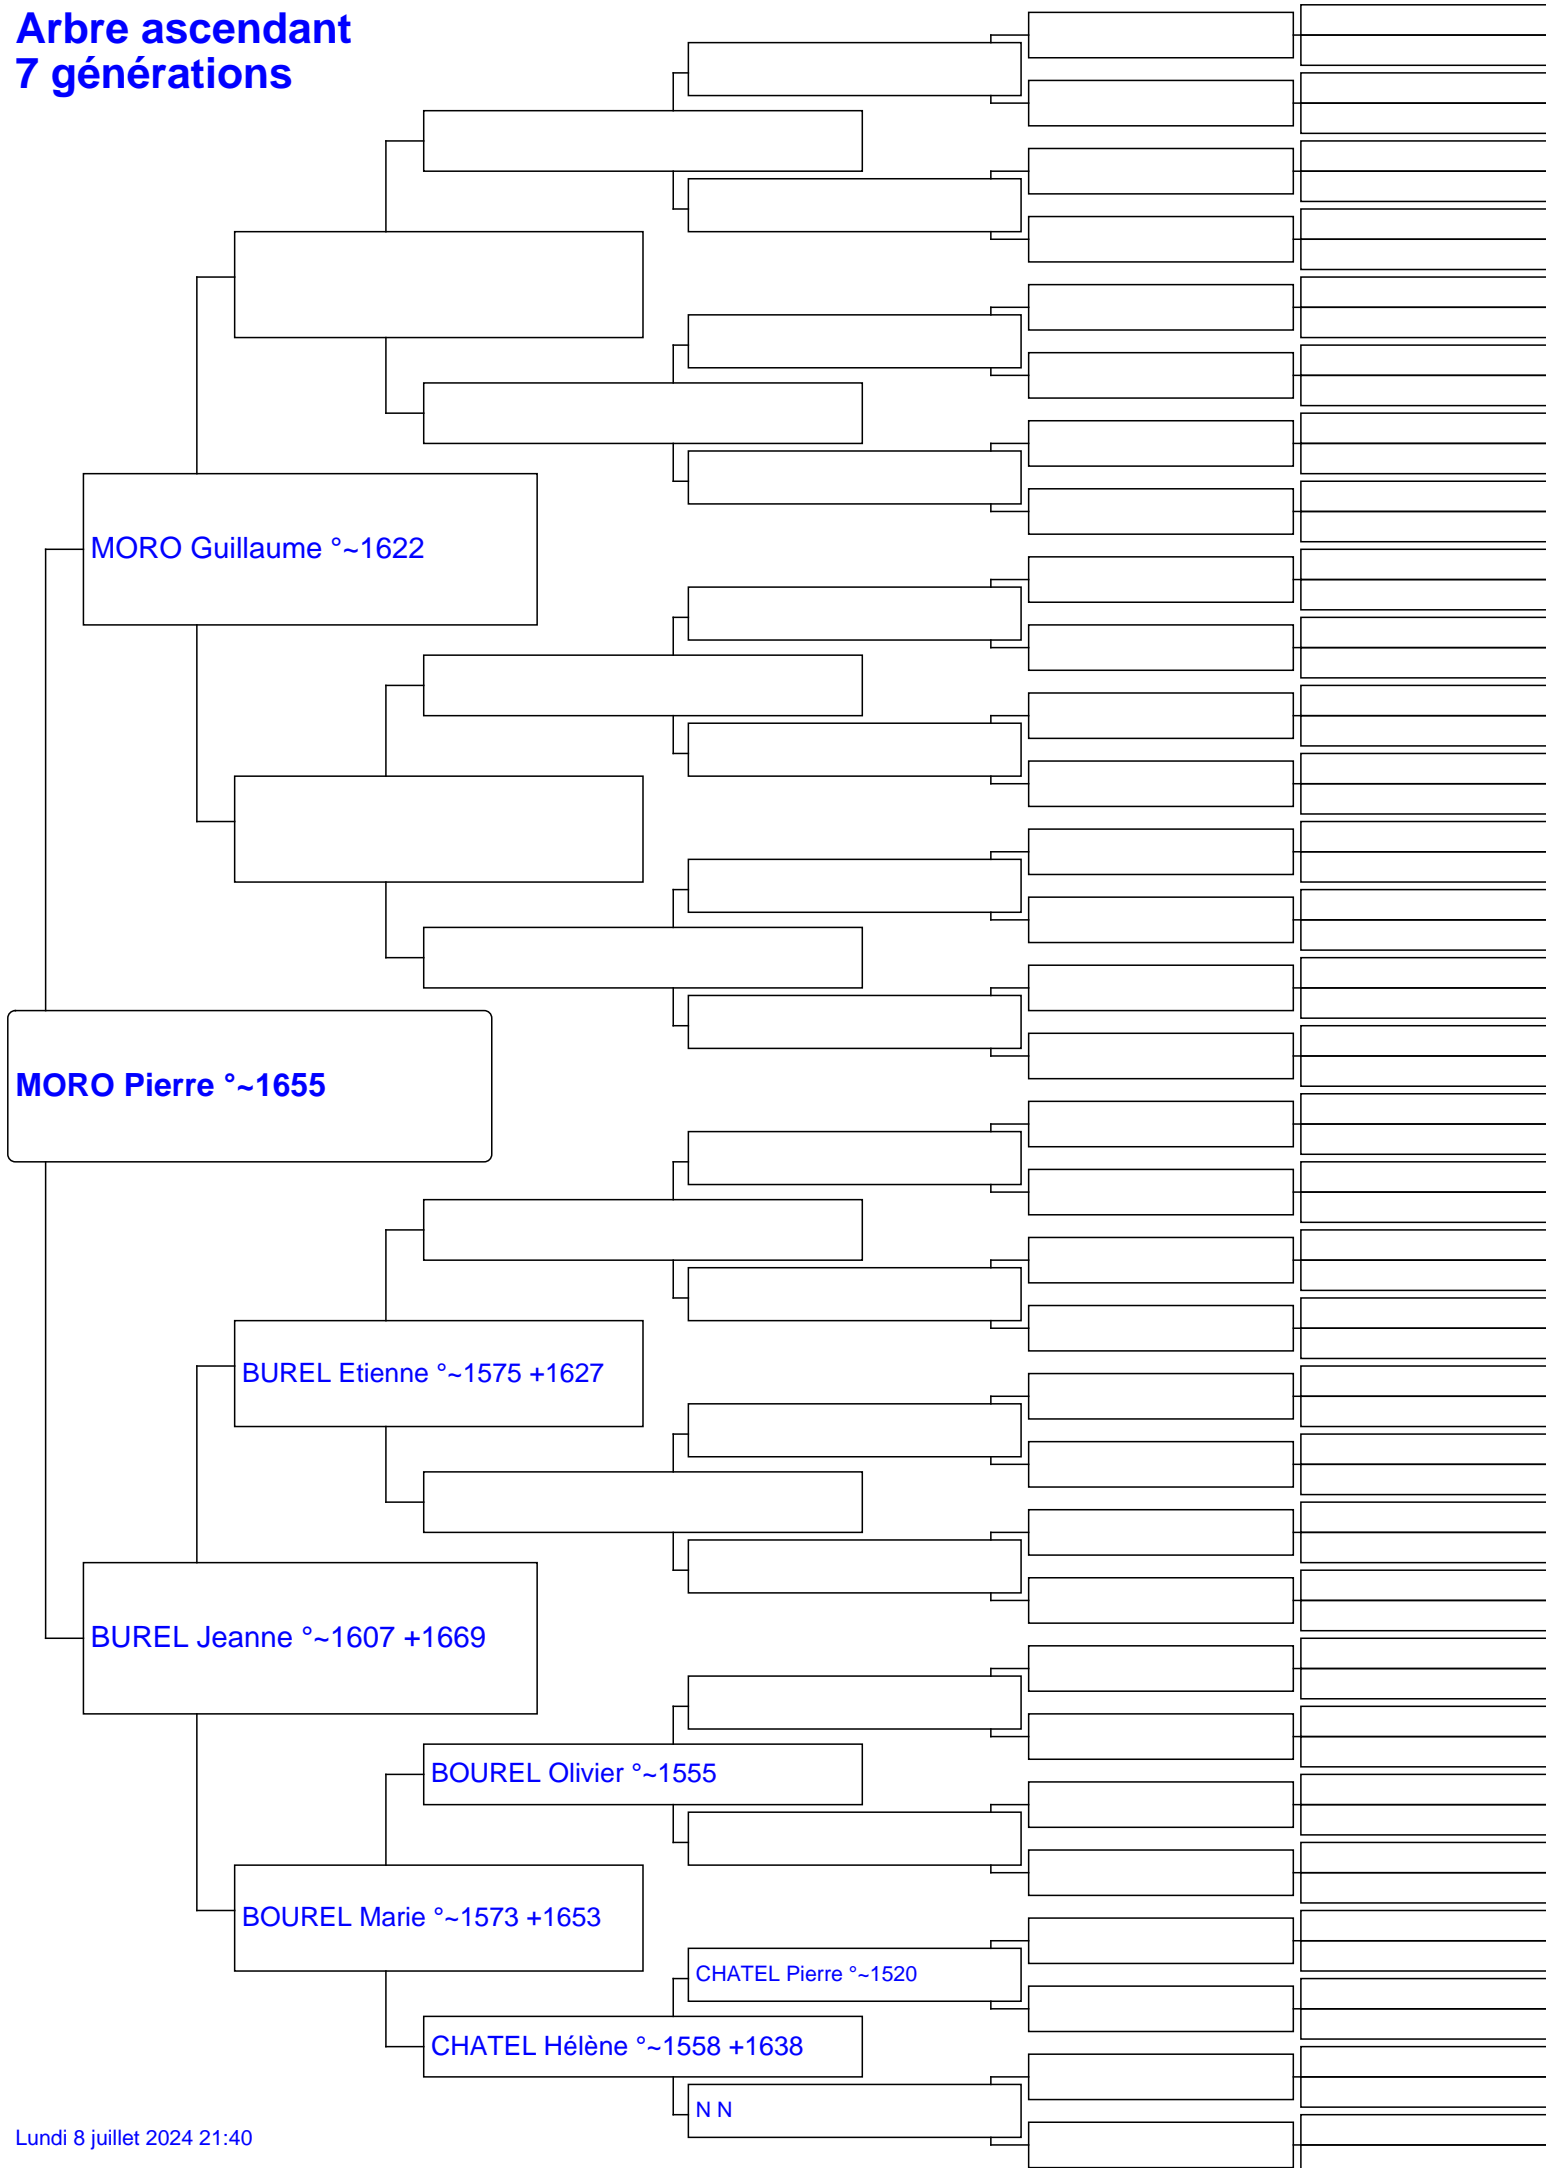 Arbre ascendant
7 générations
MORO Guillaume °~1622
MORO Pierre °~1655
BUREL Etienne °~1575 +1627
BUREL Jeanne °~1607 +1669
BOUREL Olivier °~1555
BOUREL Marie °~1573 +1653
CHATEL Pierre °~1520
CHATEL Hélène °~1558 +1638
N N
Lundi 8 juillet 2024 21:40